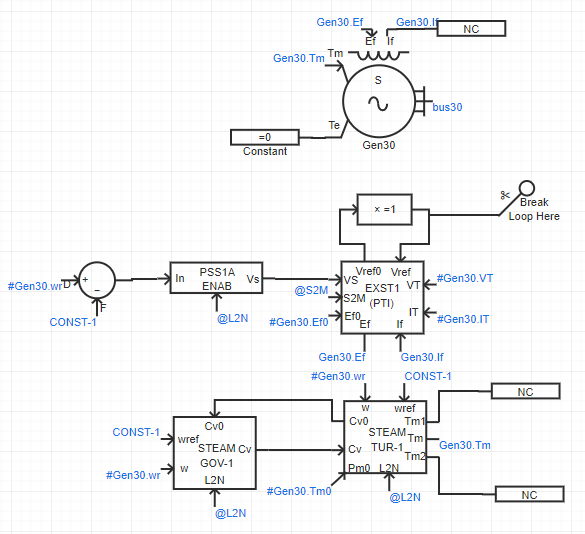 Gen30.Ef
Gen30.If
NC
Ef If
Gen30.Tm
Tm
S
bus30
Te
Gen30
=0
Constant
× =1
Break
Loop Here
Vref0 Vref
#Gen30.wr
D
+
−
F
CONST-1
In
PSS1A
ENAB
Vs
@L2N
@S2M
#Gen30.Ef0
VS
S2M
Ef0
EXST1
(PTI)
VT
IT
Ef If
#Gen30.VT
#Gen30.IT
Gen30.Ef
Gen30.If
#Gen30.wr
CONST-1
w wref
NC
CONST-1
#Gen30.wr
Cv0
wref
w
STEAM
GOV-1
Cv
L2N
@L2N
Cv0
Cv
Pm0
STEAM
TUR-1
L2N
Tm1
Tm
Tm2
Gen30.Tm
#Gen30.Tm0
@L2N
NC